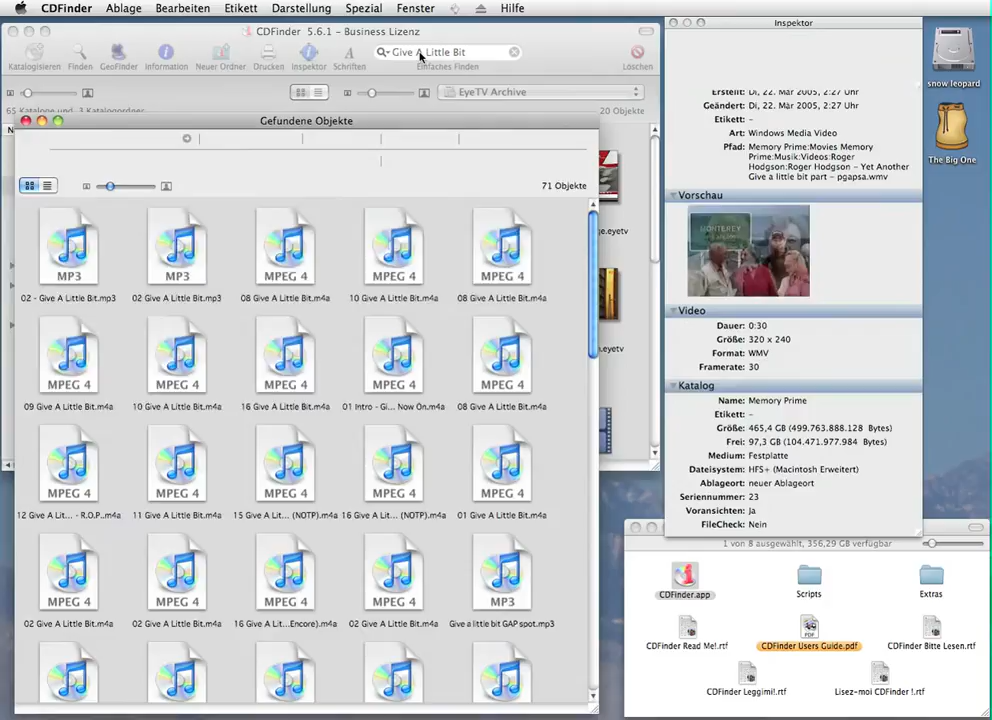 CDFinder Ablage Bearbeiten Etikett Darstellung Spezial Fenster Hilfe
CDFinder 5.6.1 – Business Lizenz
Give A Little Bit
Katalogisieren Finden GeoFinder Information Neuer Ordner Drucken Inspektor Schriften Einfaches Finden Löschen
EyeTV Archive
65 Kataloge und 3 Katalogordner
20 Objekte
Gefundene Objekte
71 Objekte
MP3 MP3 MPEG 4 MPEG 4 MPEG 4
02 - Give A Little Bit.mp3 02 Give A Little Bit.mp3 08 Give A Little Bit.m4a 10 Give A Little Bit.m4a 08 Give A Little Bit.m4a
MPEG 4 MPEG 4 MPEG 4 MPEG 4 MPEG 4
09 Give A Little Bit.m4a 10 Give A Little Bit.m4a 16 Give A Little Bit.m4a 01 Intro - Gi... Now On.m4a 08 Give A Little Bit.m4a
MPEG 4 MPEG 4 MPEG 4 MPEG 4 MPEG 4
12 Give A Lit... - R.O.P..m4a 11 Give A Little Bit.m4a 15 Give A Lit... (NOTP).m4a 16 Give A Lit... (NOTP).m4a 01 Give A Little Bit.m4a
MPEG 4 MPEG 4 MPEG 4 MPEG 4 MP3
02 Give A Little Bit.m4a 02 Give A Little Bit.m4a 16 Give A Lit...Encore).m4a 02 Give A Little Bit.m4a Give a little bit GAP spot.mp3
Inspektor
Erstellt: Di, 22. Mär 2005, 2:27 Uhr
Geändert: Di, 22. Mär 2005, 2:27 Uhr
Etikett: –
Art: Windows Media Video
Pfad: Memory Prime:Movies Memory
Prime:Musik:Videos:Roger
Hodgson:Roger Hodgson - Yet Another
Give a little bit part - pgapsa.wmv
Vorschau
MONTEREY
Video
Dauer: 0:30
Größe: 320 x 240
Format: WMV
Framerate: 30
Katalog
Name: Memory Prime
Etikett: –
Größe: 465,4 GB (499.763.888.128 Bytes)
Frei: 97,3 GB (104.471.977.984 Bytes)
Medium: Festplatte
Dateisystem: HFS+ (Macintosh Erweitert)
Ablageort: neuer Ablageort
Seriennummer: 23
Voransichten: Ja
FileCheck: Nein
snow leopard
The Big One
1 von 8 ausgewählt, 356,29 GB verfügbar
CDFinder.app Scripts Extras
PDF
CDFinder Read Me!.rtf CDFinder Users Guide.pdf CDFinder Bitte Lesen.rtf
CDFinder Leggimi!.rtf Lisez-moi CDFinder !.rtf